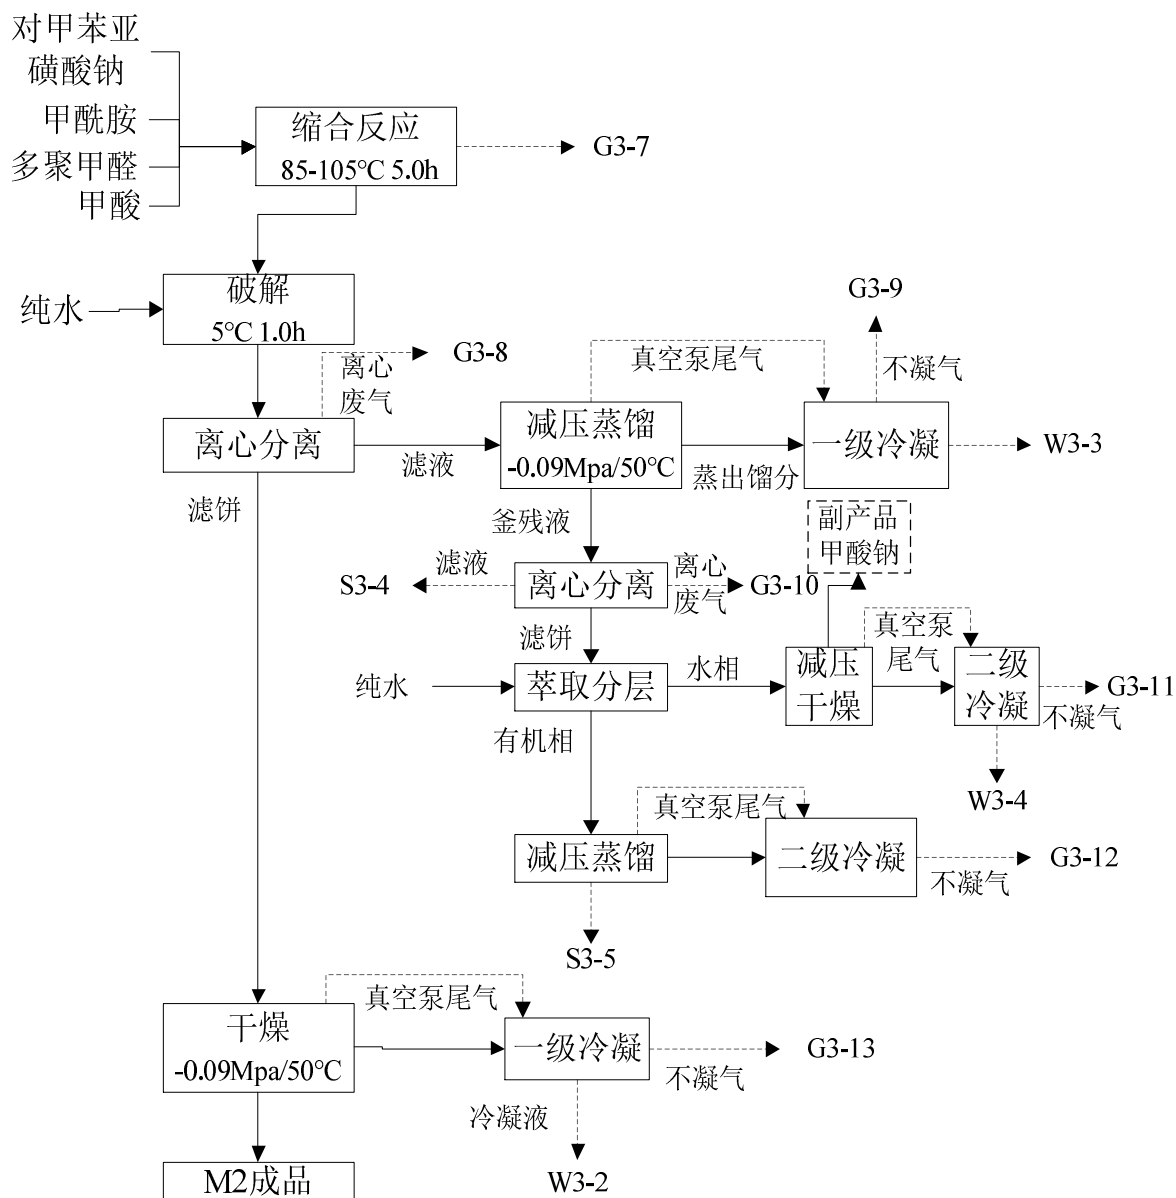 对甲苯亚
磺酸钠
甲酰胺
多聚甲醛
甲酸
缩合反应
85-105℃ 5.0h
G3-7
纯水
破解
5℃ 1.0h
离心
废气
G3-8
离心分离
滤液
减压蒸馏
-0.09Mpa/50℃
真空泵尾气
蒸出馏分
一级冷凝
不凝气
G3-9
W3-3
滤饼
釜残液
S3-4
滤液
离心分离
离心
废气
G3-10
副产品
甲酸钠
滤饼
纯水
萃取分层
水相
减压
干燥
真空泵
尾气
二级
冷凝
G3-11
不凝气
W3-4
有机相
减压蒸馏
真空泵尾气
二级冷凝
不凝气
G3-12
S3-5
干燥
-0.09Mpa/50℃
真空泵尾气
一级冷凝
不凝气
G3-13
冷凝液
W3-2
M2成品